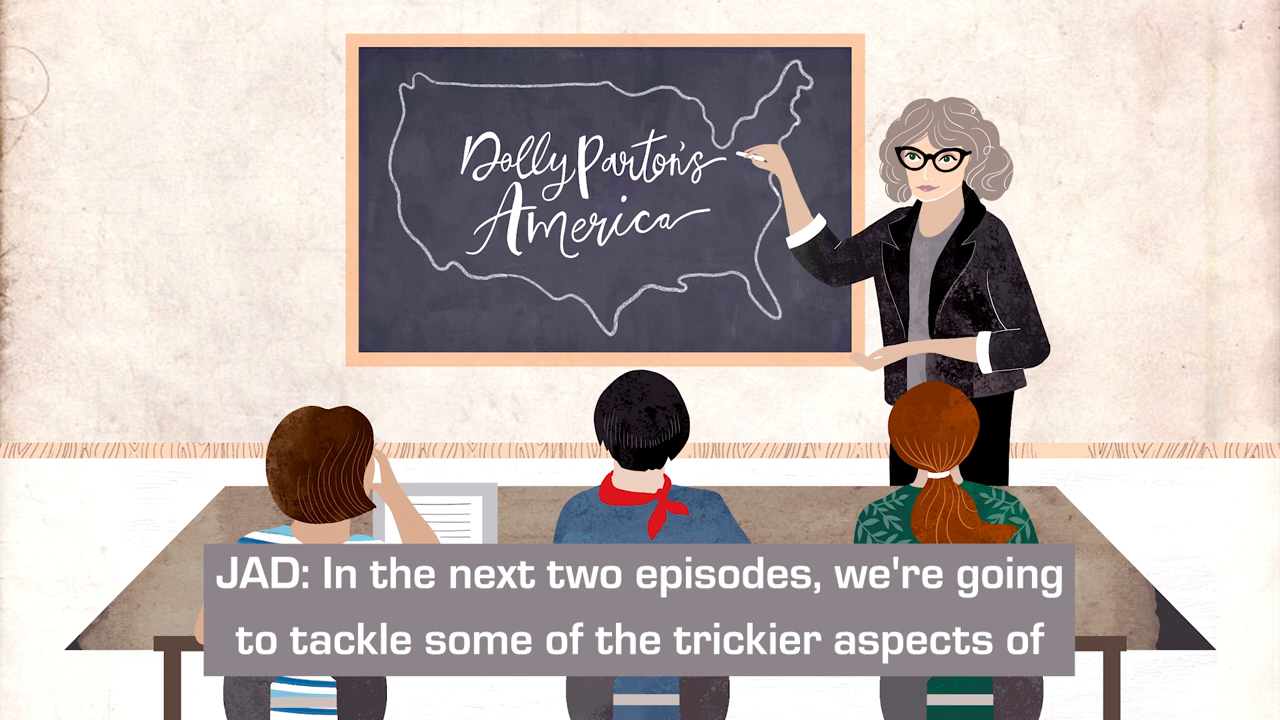 Dolly Parton's
America
JAD: In the next two episodes, we're going
to tackle some of the trickier aspects of